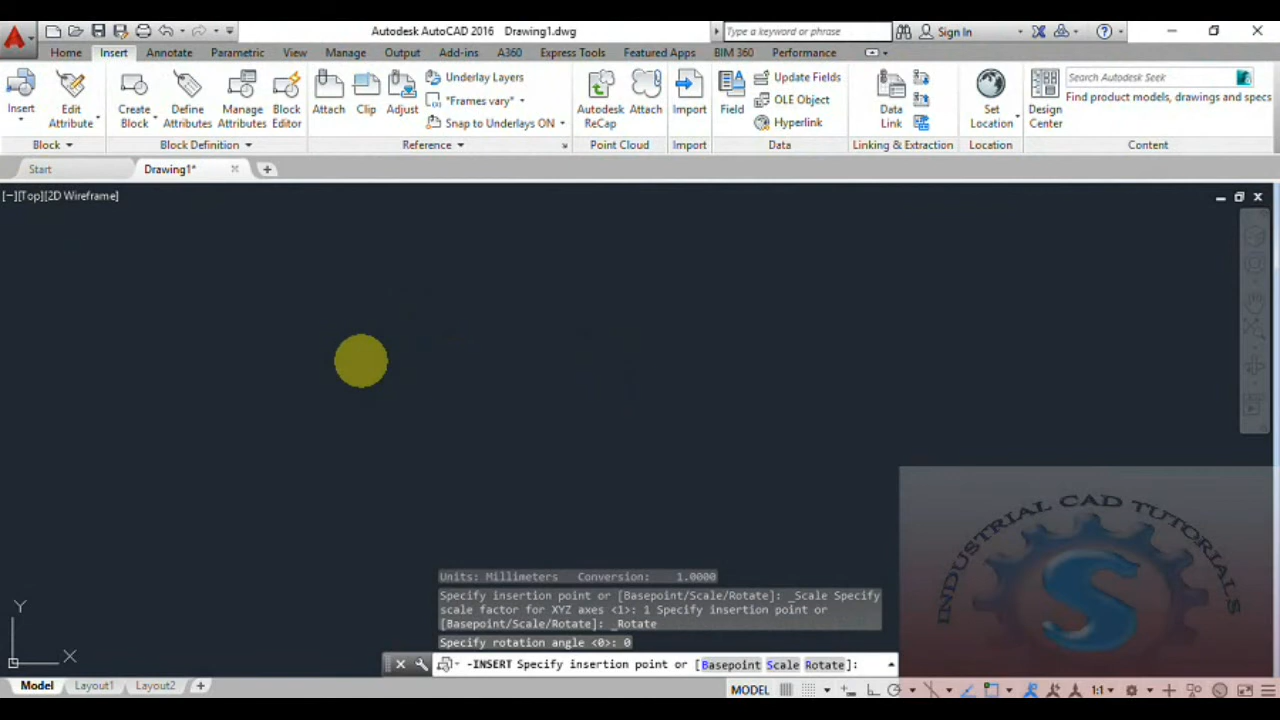 Autodesk AutoCAD 2016 Drawing1.dwg
Type a keyword or phrase
Sign In
Home Insert Annotate Parametric View Manage Output Add-ins A360 Express Tools Featured Apps BIM 360 Performance
Insert
Edit
Attribute
Create
Block
Define
Attributes
Manage
Attributes
Block
Editor
Attach
Clip
Adjust
Underlay Layers
*Frames vary*
Snap to Underlays ON
Autodesk
ReCap
Attach
Import
Field
Update Fields
OLE Object
Hyperlink
Data
Link
Set
Location
Design
Center
Search Autodesk Seek
Find product models, drawings and specs
Block Block Definition Reference Point Cloud Import Data Linking & Extraction Location Content
Start Drawing1*
[−][Top][2D Wireframe]
INDUSTRIAL CAD TUTORIALS
S
Units: Millimeters Conversion: 1.0000
Specify insertion point or [Basepoint/Scale/Rotate]: _Scale Specify
scale factor for XYZ axes <1>: 1 Specify insertion point or
[Basepoint/Scale/Rotate]: _Rotate
Specify rotation angle <0>: 0
-INSERT Specify insertion point or [Basepoint Scale Rotate]:
Y
X
Model Layout1 Layout2
MODEL 1:1